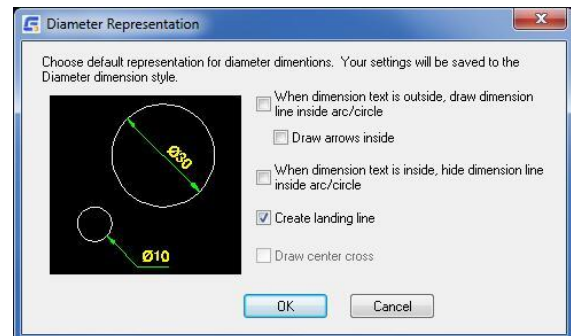 Diameter Representation
Choose default representation for diameter dimentions. Your settings will be saved to the
Diameter dimension style.
When dimension text is outside, draw dimension
line inside arc/circle
Draw arrows inside
When dimension text is inside, hide dimension line
inside arc/circle
Create landing line
Draw center cross
Ø30
Ø10
OK
Cancel